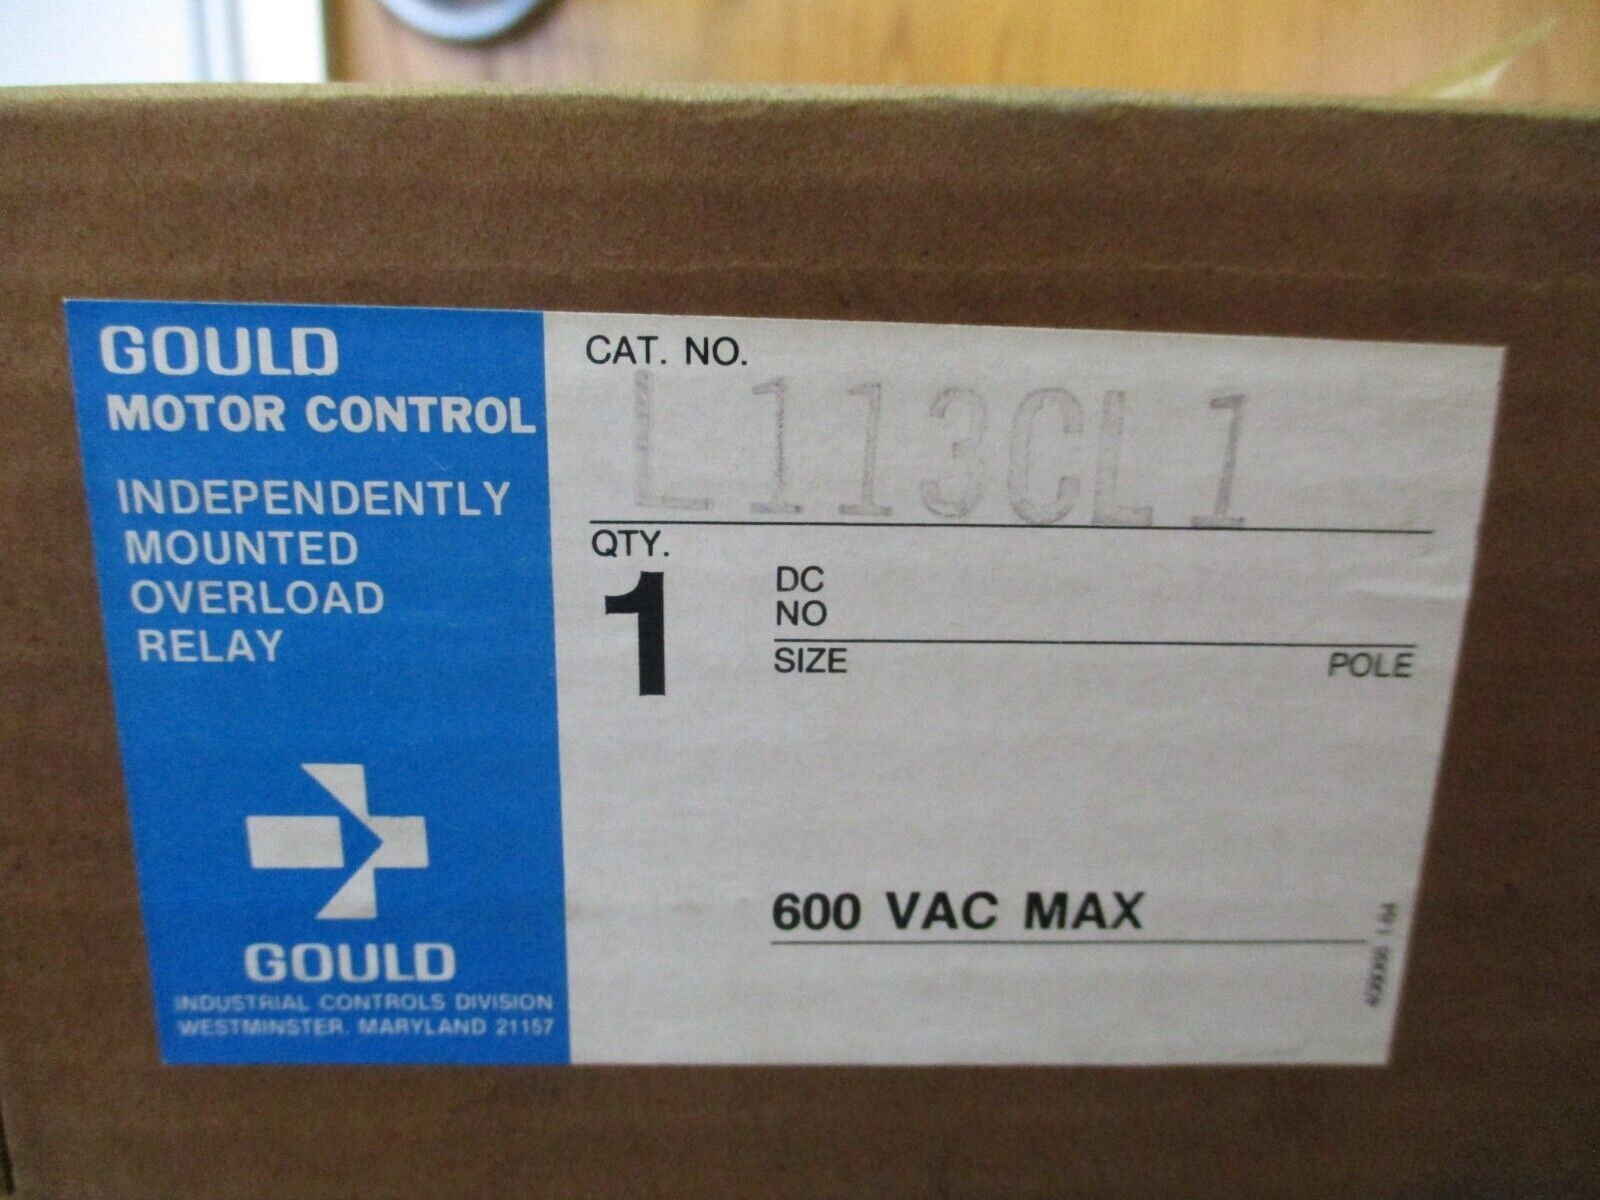 GOULD
MOTOR CONTROL
INDEPENDENTLY
MOUNTED
OVERLOAD
RELAY
GOULD
INDUSTRIAL CONTROLS DIVISION
WESTMINSTER, MARYLAND 21157
CAT. NO.
L113CL1
QTY.
1
DC
NO
SIZE POLE
600 VAC MAX